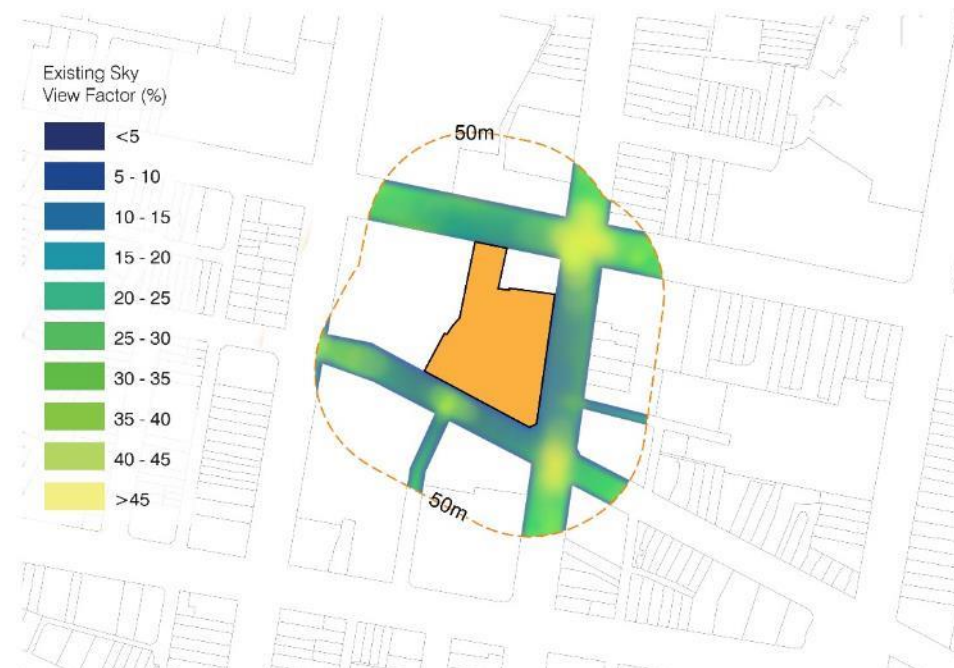 Existing Sky
View Factor (%)
<5
5 - 10
10 - 15
15 - 20
20 - 25
25 - 30
30 - 35
35 - 40
40 - 45
>45
50m
50m